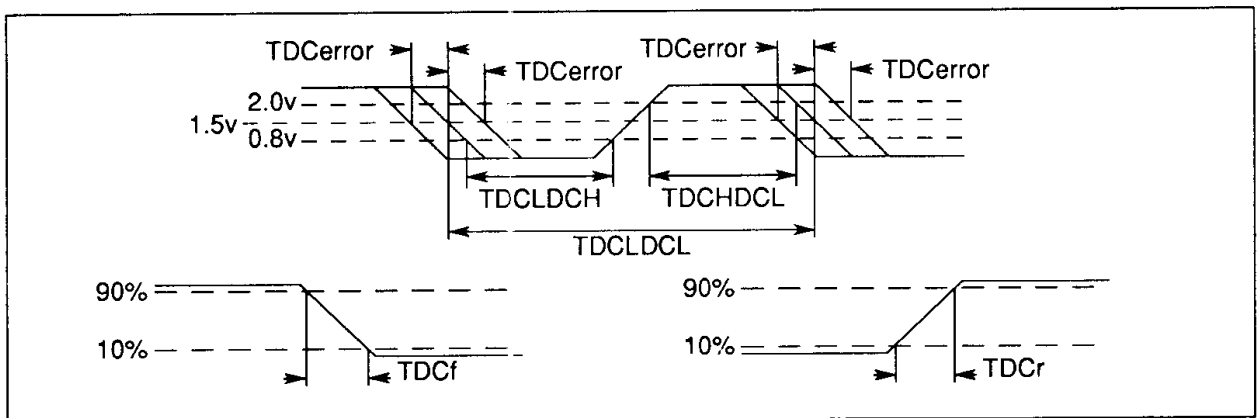 TDCerror
TDCerror
TDCerror
TDCerror
2.0v
1.5v
0.8v
TDCLDCH
TDCHDCL
TDCLDCL
90%
10%
TDCf
90%
10%
TDCr